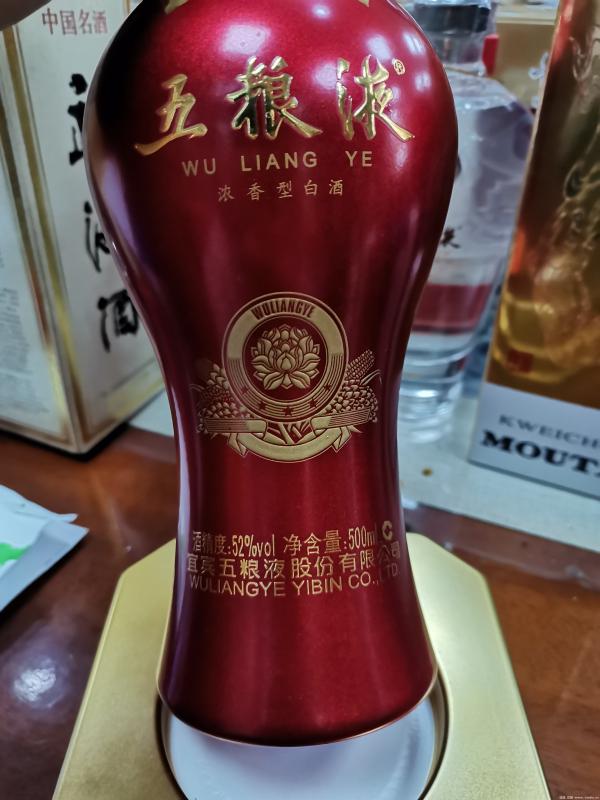 中国名酒
五粮液®
WU LIANG YE
浓香型白酒
WULIANGYE
酒精度:52%vol 净含量:500ml C
宜宾五粮液股份有限公司
WULIANGYE YIBIN CO.,LTD
酒
KWEICH
MOUTA